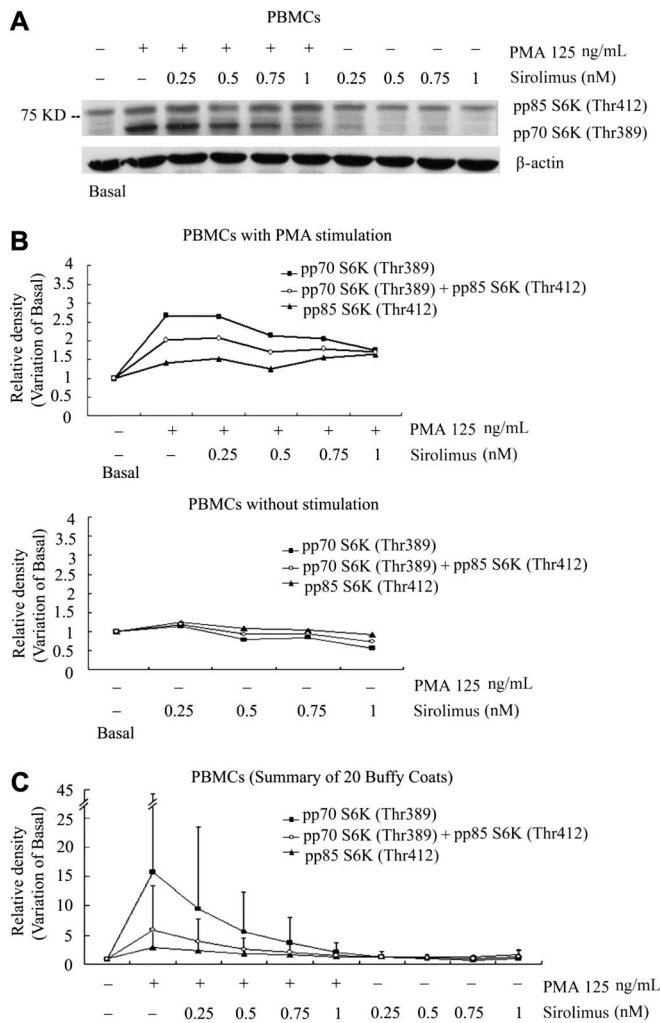 A
PBMCs
– + + + + + – – – – PMA 125 ng/mL
– – 0.25 0.5 0.75 1 0.25 0.5 0.75 1 Sirolimus (nM)
75 KD -- pp85 S6K (Thr412)
pp70 S6K (Thr389)
β-actin
Basal
B
PBMCs with PMA stimulation
pp70 S6K (Thr389)
pp70 S6K (Thr389) + pp85 S6K (Thr412)
pp85 S6K (Thr412)
Relative density
(Variation of Basal)
4
3.5
3
2.5
2
1.5
1
0.5
0
– + + + + + PMA 125 ng/mL
– – 0.25 0.5 0.75 1 Sirolimus (nM)
Basal
PBMCs without stimulation
pp70 S6K (Thr389)
pp70 S6K (Thr389) + pp85 S6K (Thr412)
pp85 S6K (Thr412)
Relative density
(Variation of Basal)
4
3.5
3
2.5
2
1.5
1
0.5
0
– – – – – PMA 125 ng/mL
– 0.25 0.5 0.75 1 Sirolimus (nM)
Basal
C
PBMCs (Summary of 20 Buffy Coats)
pp70 S6K (Thr389)
pp70 S6K (Thr389) + pp85 S6K (Thr412)
pp85 S6K (Thr412)
Relative density
(Variation of Basal)
45
25
20
15
10
5
0
– + + + + + – – – – PMA 125 ng/mL
– – 0.25 0.5 0.75 1 0.25 0.5 0.75 1 Sirolimus (nM)